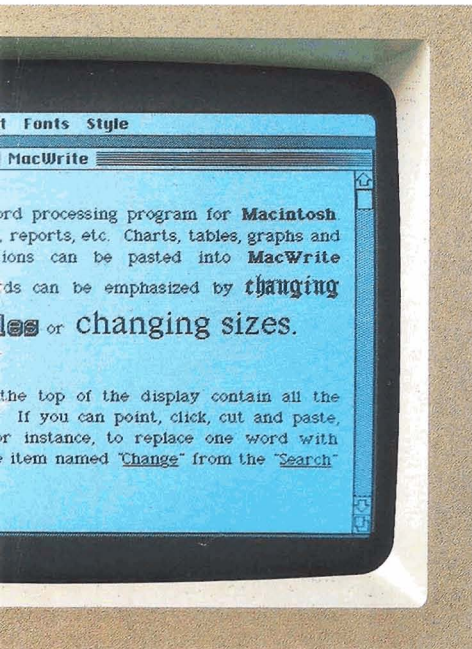 t Fonts Style
MacWrite
ord processing program for Macintosh.
, reports, etc. Charts, tables, graphs and
ions can be pasted into MacWrite
ds can be emphasized by changing
les or changing sizes.
the top of the display contain all the
If you can point, click, cut and paste,
or instance, to replace one word with
e item named "Change" from the "Search"